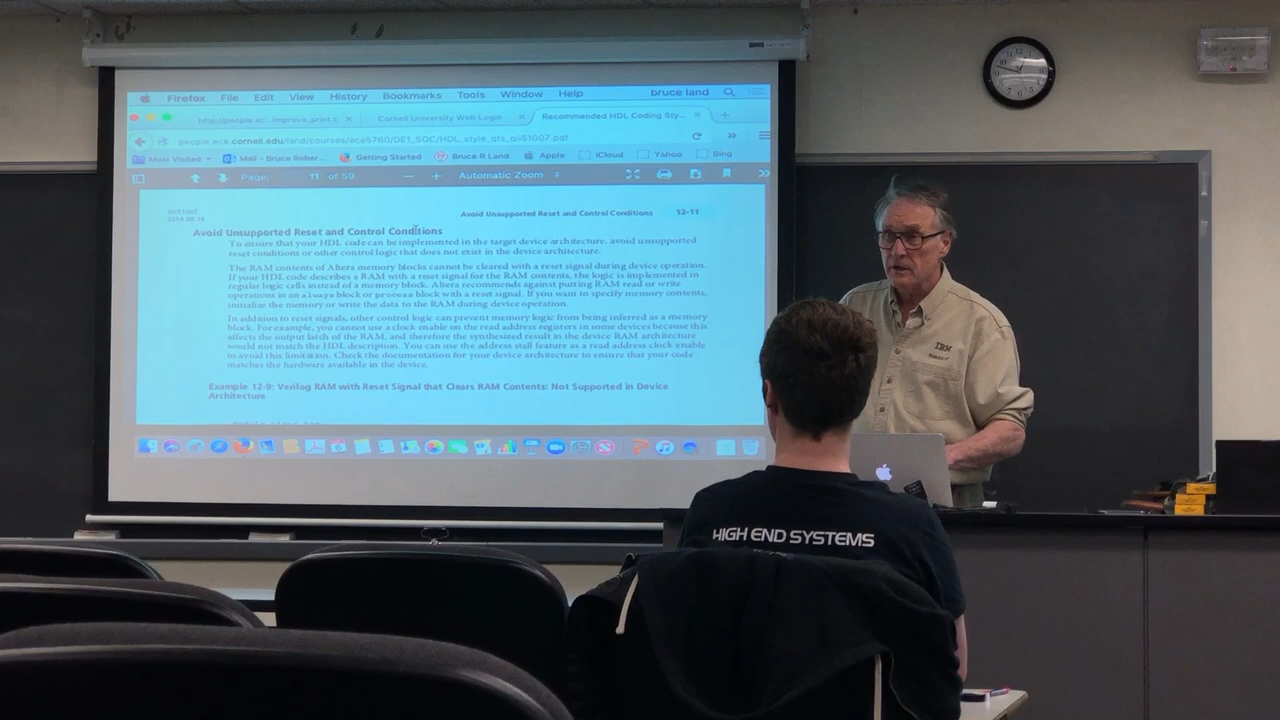 Firefox File Edit View History Bookmarks Tools Window Help bruce land
http://people.ec...improve_print.c × Cornell University Web Login × Recommended HDL Coding Sty... × +
people.ece.cornell.edu/land/courses/ece5760/DE1_SOC/HDL_style_qts_qii51007.pdf
Most Visited Mail - Bruce Rober... Getting Started Bruce R Land Apple iCloud Yahoo Bing
Page: 11 of 59 — + Automatic Zoom
QII51007
2014.08.18
Avoid Unsupported Reset and Control Conditions 12-11
Avoid Unsupported Reset and Control Conditions
To ensure that your HDL code can be implemented in the target device architecture, avoid unsupported
reset conditions or other control logic that does not exist in the device architecture.
The RAM contents of Altera memory blocks cannot be cleared with a reset signal during device operation.
If your HDL code describes a RAM with a reset signal for the RAM contents, the logic is implemented in
regular logic cells instead of a memory block. Altera recommends against putting RAM read or write
operations in an always block or process block with a reset signal. If you want to specify memory contents,
initialize the memory or write the data to the RAM during device operation.
In addition to reset signals, other control logic can prevent memory logic from being inferred as a memory
block. For example, you cannot use a clock enable on the read address registers in some devices because this
affects the output latch of the RAM, and therefore the synthesized result in the device RAM architecture
would not match the HDL description. You can use the address stall feature as a read address clock enable
to avoid this limitation. Check the documentation for your device architecture to ensure that your code
matches the hardware available in the device.
Example 12-9: Verilog RAM with Reset Signal that Clears RAM Contents: Not Supported in Device
Architecture
IBM
HIGH END SYSTEMS